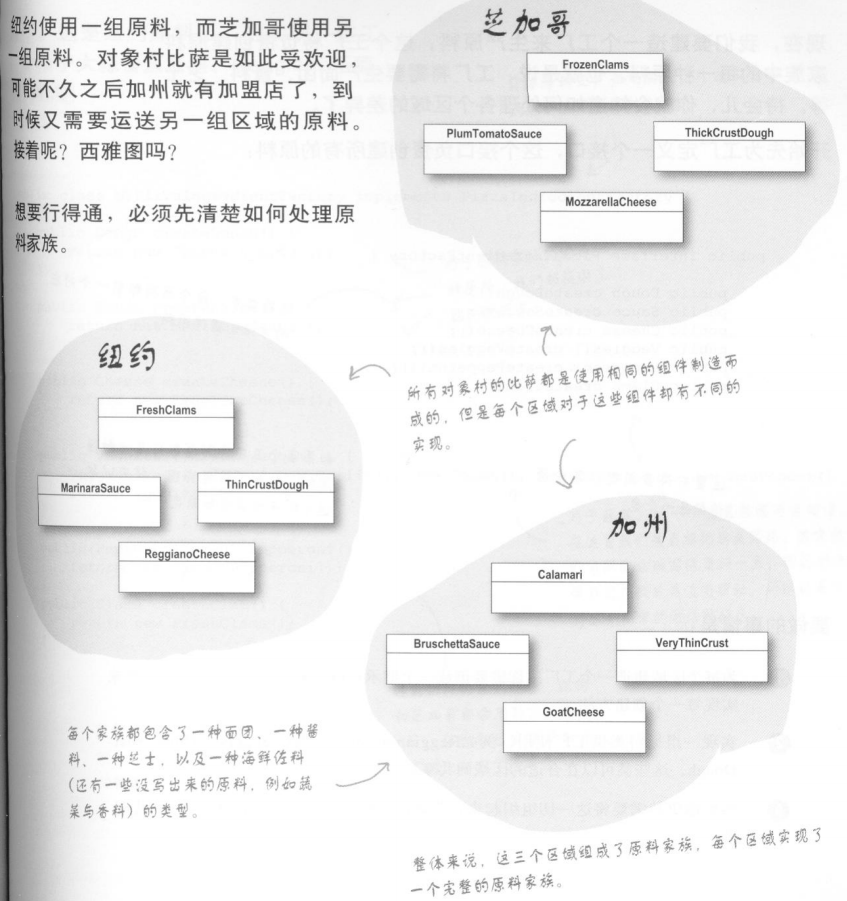 纽约使用一组原料，而芝加哥使用另
一组原料。对象村比萨是如此受欢迎，
可能不久之后加州就有加盟店了，到
时候又需要运送另一组区域的原料。
接着呢？西雅图吗？
想要行得通，必须先清楚如何处理原
料家族。
芝加哥
FrozenClams
PlumTomatoSauce
ThickCrustDough
MozzarellaCheese
纽约
FreshClams
MarinaraSauce
ThinCrustDough
ReggianoCheese
所有对象村的比萨都是使用相同的组件制造而
成的，但是每个区域对于这些组件却有不同的
实现。
加州
Calamari
BruschettaSauce
VeryThinCrust
GoatCheese
每个家族都包含了一种面团、一种酱
料、一种芝士，以及一种海鲜佐料
（还有一些没写出来的原料，例如蔬
菜与香料）的类型。
整体来说，这三个区域组成了原料家族，每个区域实现了
一个完整的原料家族。